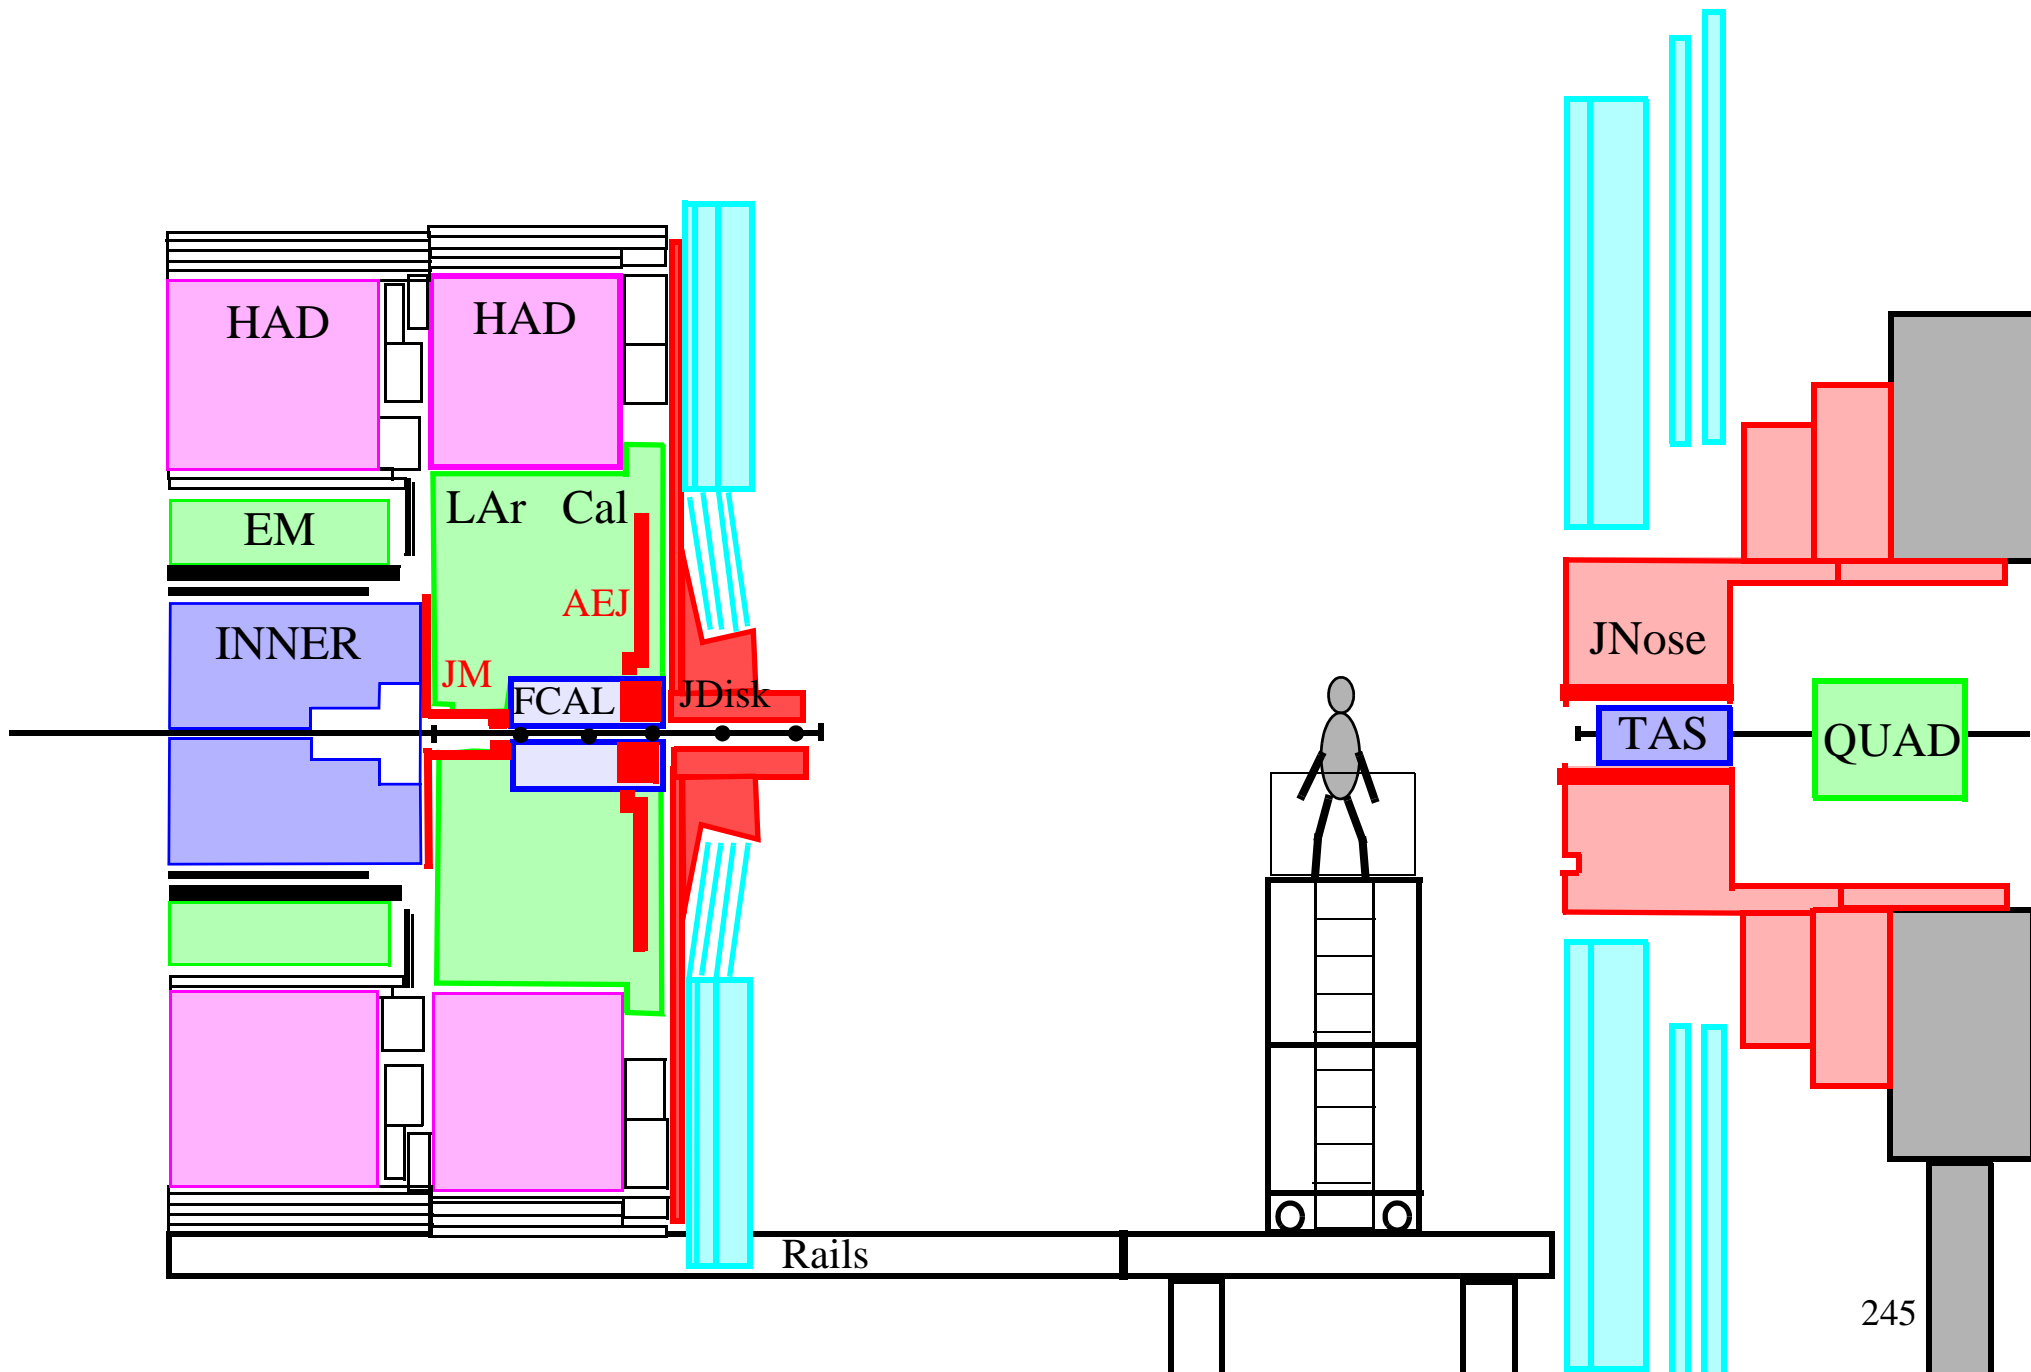 HAD
HAD
LAr Cal
EM
AEJ
INNER
JM
FCAL
JDisk
JNose
TAS
QUAD
Rails
245